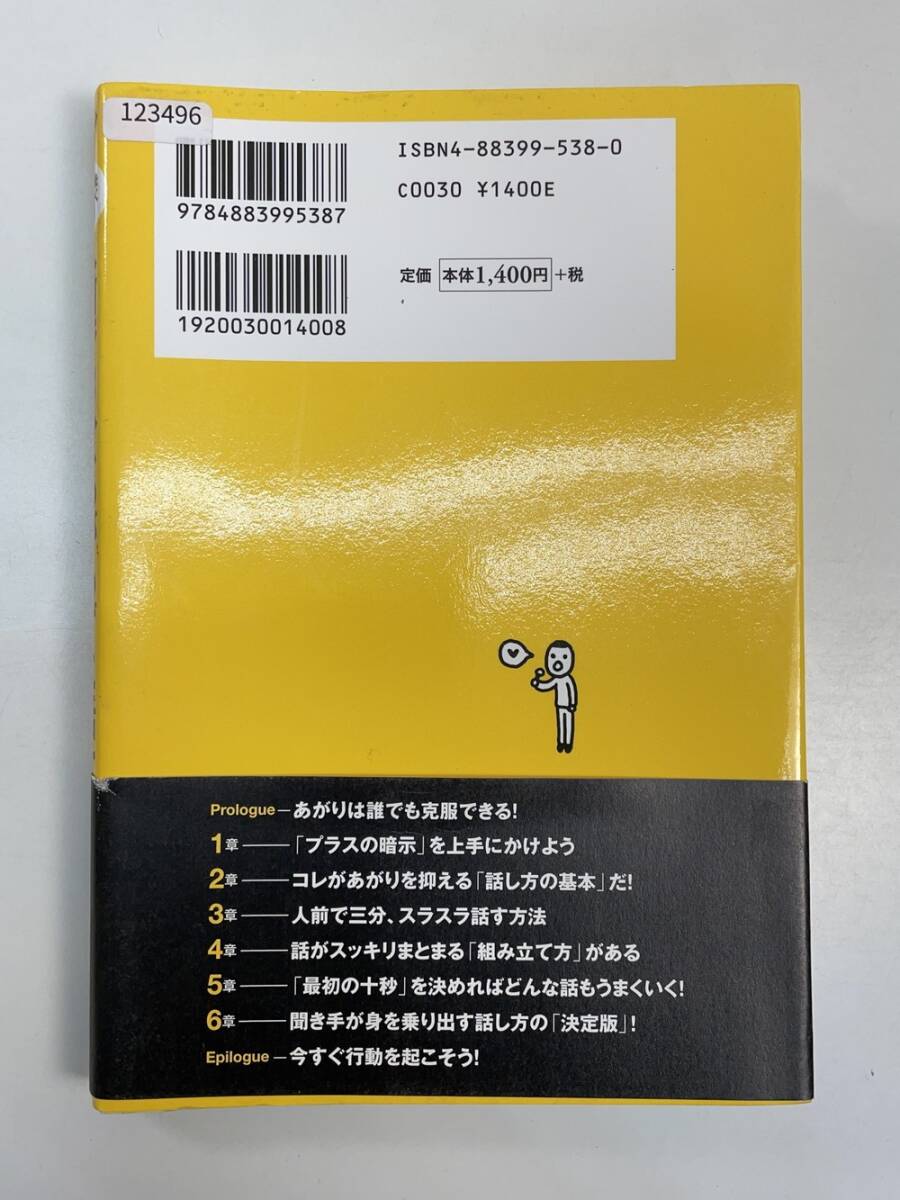 123496
ISBN4-88399-538-0
C0030 ¥1400E
9784883995387
定価 本体1,400円+税
1920030014008
Prologue—あがりは誰でも克服できる!
1章——「プラスの暗示」を上手にかけよう
2章——コレがあがりを抑える「話し方の基本」だ!
3章——人前で三分、スラスラ話す方法
4章——話がスッキリまとまる「組み立て方」がある
5章——「最初の十秒」を決めればどんな話もうまくいく!
6章——聞き手が身を乗り出す話し方の「決定版」!
Epilogue—今すぐ行動を起こそう!